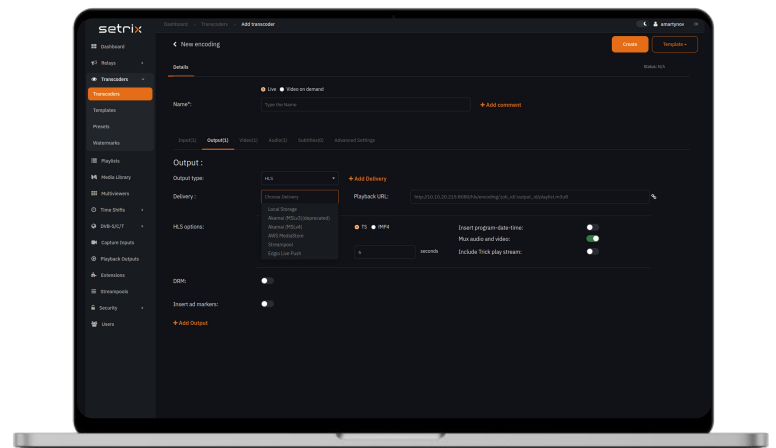 setrix
Dashboard Transcoders Add transcoder
smartynov
New encoding
Create
Template
Details
Status: N/A
Live Video on demand
Name*:
Type the Name
+ Add comment
Input(1) Output(1) Video(1) Audio(1) Subtitles(0) Advanced Settings
Output :
Output type:
HLS
+ Add Delivery
Delivery :
Choose Delivery
Playback URL:
Local Storage
Akamai (MSLv3)(deprecated)
Akamai (MSLv4)
AWS MediaStore
Streampool
Edgio Live Push
HLS options:
TS fMP4
Insert program-date-time:
Mux audio and video:
6
seconds
Include Trick play stream:
DRM:
Insert ad markers:
+ Add Output
Dashboard
Relays
Transcoders
Transcoders
Templates
Presets
Watermarks
Playlists
Media Library
Multiviewers
Time Shifts
DVB-S/C/T
Capture Inputs
Playback Outputs
Extensions
Streampools
Security
Users